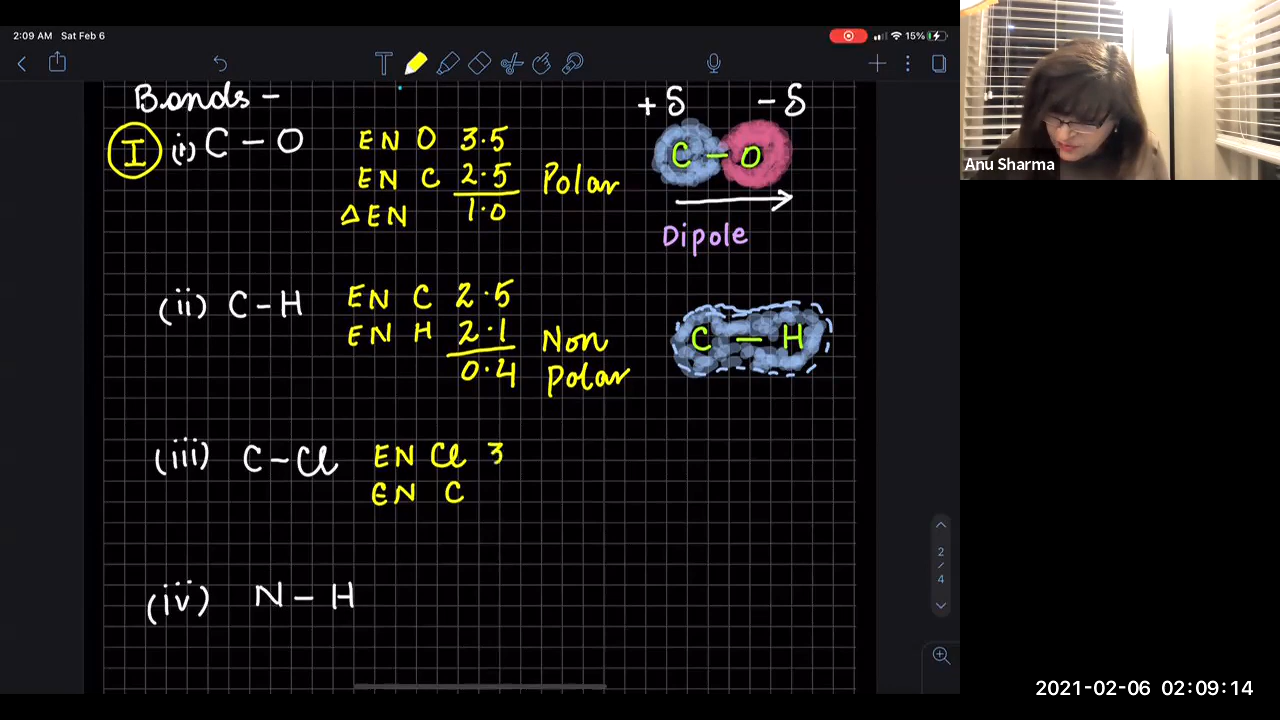 2:09 AM Sat Feb 6
15%
T
Bonds -
+δ -δ
I (i) C - O EN O 3.5
EN C 2.5 Polar
ΔEN 1.0
C - O
Dipole
(ii) C - H EN C 2.5
EN H 2.1 Non
0.4 Polar
C - H
(iii) C - Cl EN Cl 3
EN C
(iv) N - H
2
/
4
Anu Sharma
2021-02-06 02:09:14